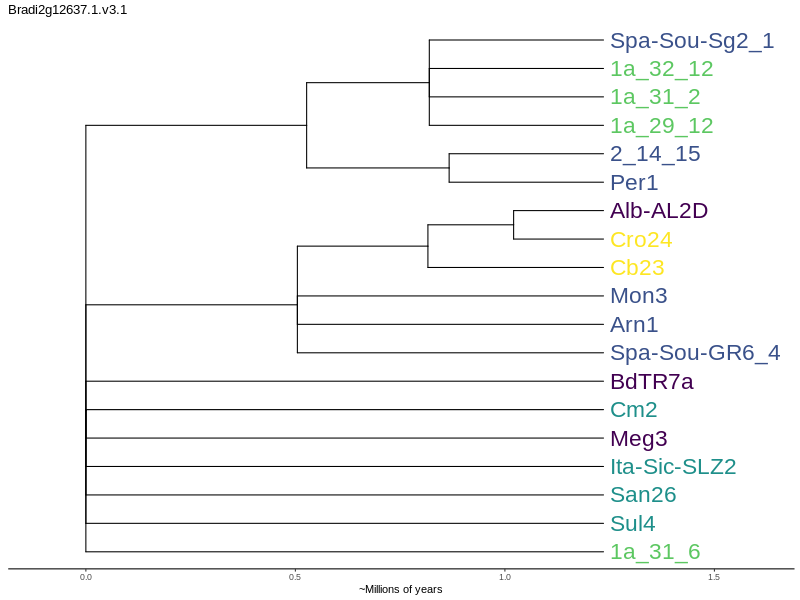 Bradi2g12637.1.v3.1
Spa-Sou-Sg2_1
1a_32_12
1a_31_2
1a_29_12
2_14_15
Per1
Alb-AL2D
Cro24
Cb23
Mon3
Arn1
Spa-Sou-GR6_4
BdTR7a
Cm2
Meg3
Ita-Sic-SLZ2
San26
Sul4
1a_31_6
0.0 0.5 1.0 1.5
~Millions of years